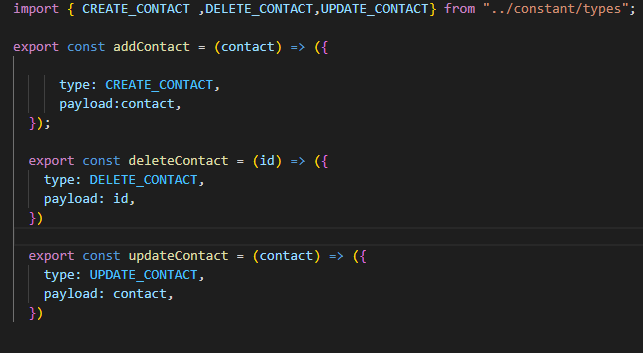 import { CREATE_CONTACT ,DELETE_CONTACT,UPDATE_CONTACT} from "../constant/types";
export const addContact = (contact) => ({
type: CREATE_CONTACT,
payload:contact,
});
export const deleteContact = (id) => ({
type: DELETE_CONTACT,
payload: id,
})
export const updateContact = (contact) => ({
type: UPDATE_CONTACT,
payload: contact,
})